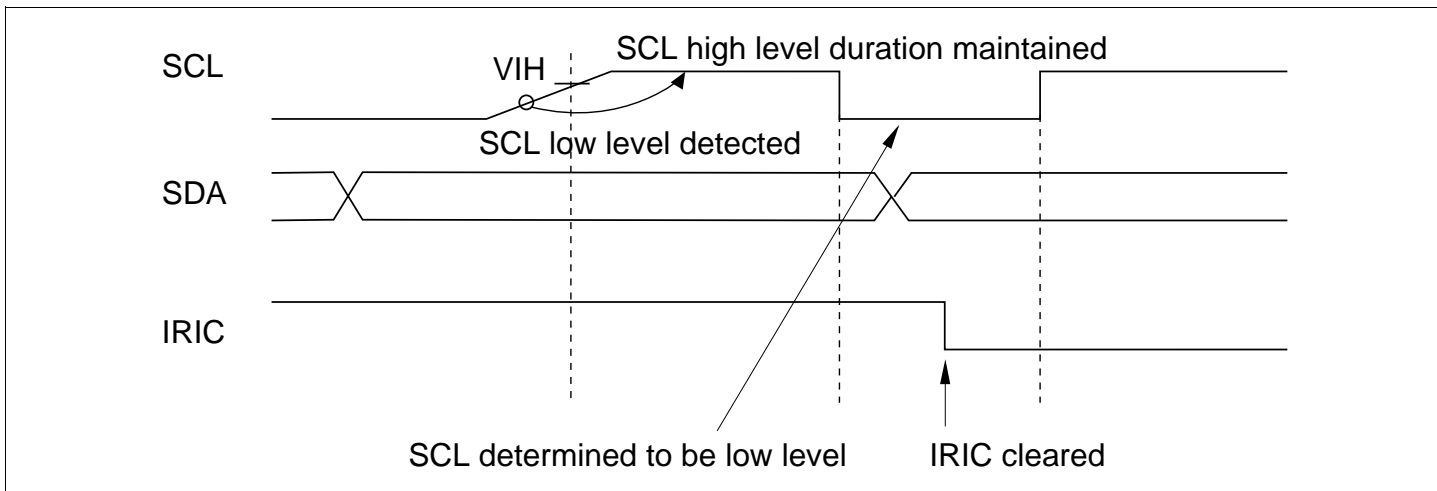 SCL high level duration maintained
SCL
VIH
SCL low level detected
SDA
IRIC
SCL determined to be low level
IRIC cleared